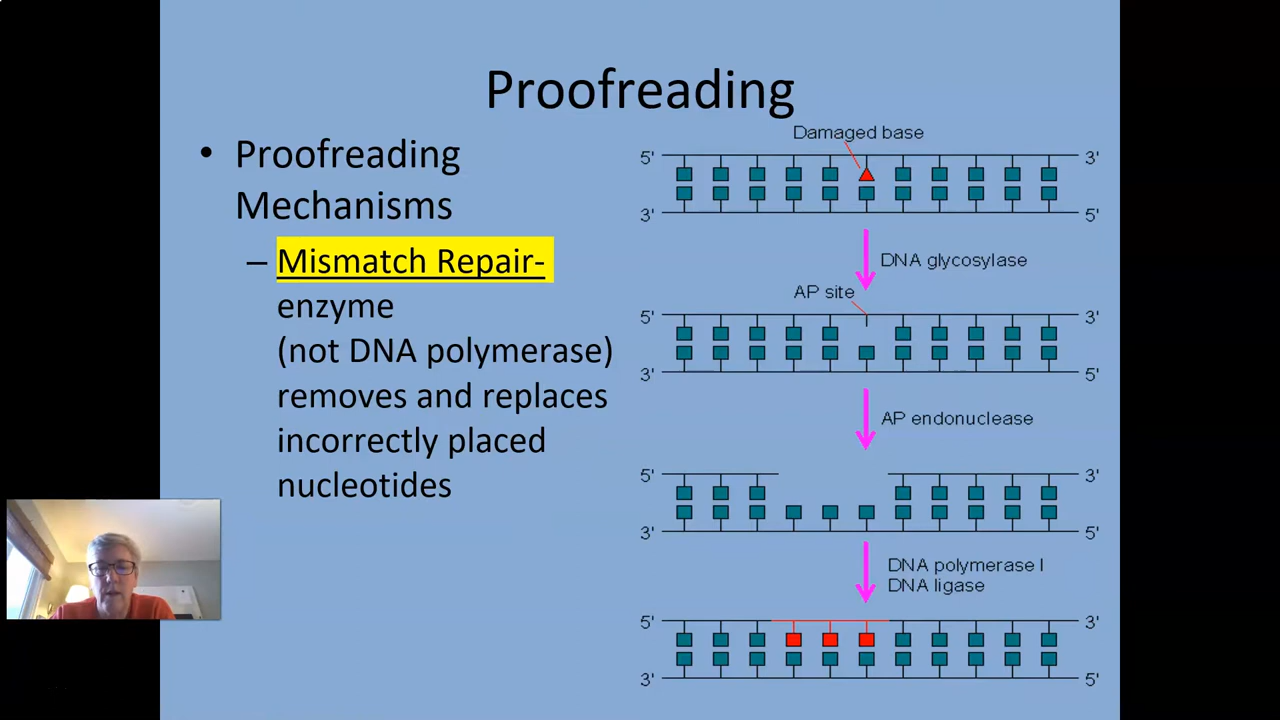 Proofreading
• Proofreading
Mechanisms
– Mismatch Repair-
enzyme
(not DNA polymerase)
removes and replaces
incorrectly placed
nucleotides
Damaged base
5' 3'
3' 5'
DNA glycosylase
AP site
5' 3'
3' 5'
AP endonuclease
5' 3'
3' 5'
DNA polymerase I
DNA ligase
5' 3'
3' 5'